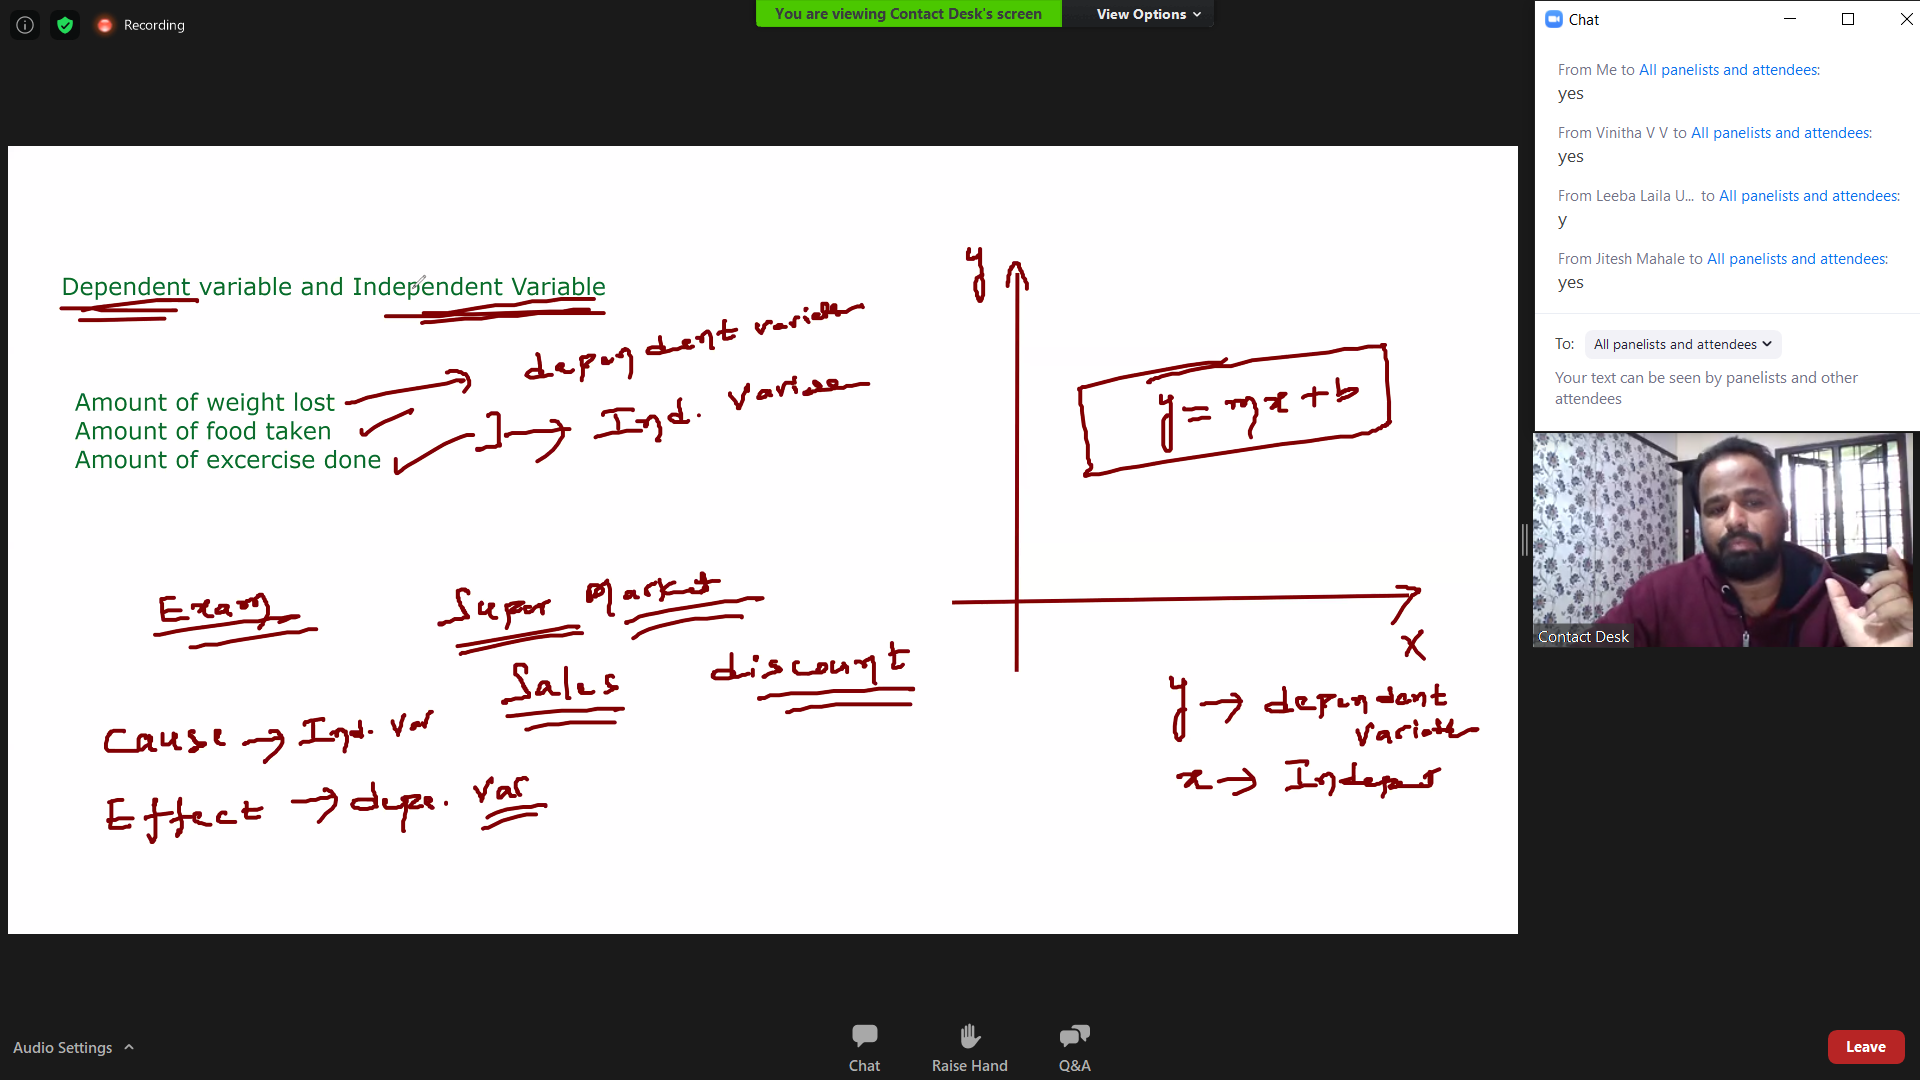 Recording
You are viewing Contact Desk's screen
View Options
Dependent variable and Independent Variable
Amount of weight lost
dependent variable
Amount of food taken
Amount of excercise done
] Ind.
y
y = mx + b
x
Exam
Super Market
Sales
discount
Cause → Ind. Var
Effect → depe. Var
y → dependent
x →
Chat
From Me to All panelists and attendees:
yes
From Vinitha V V to All panelists and attendees:
yes
From Leeba Laila U... to All panelists and attendees:
y
From Jitesh Mahale to All panelists and attendees:
yes
To: All panelists and attendees
Your text can be seen by panelists and other
attendees
Contact Desk
Audio Settings
Chat
Raise Hand
Q&A
Leave